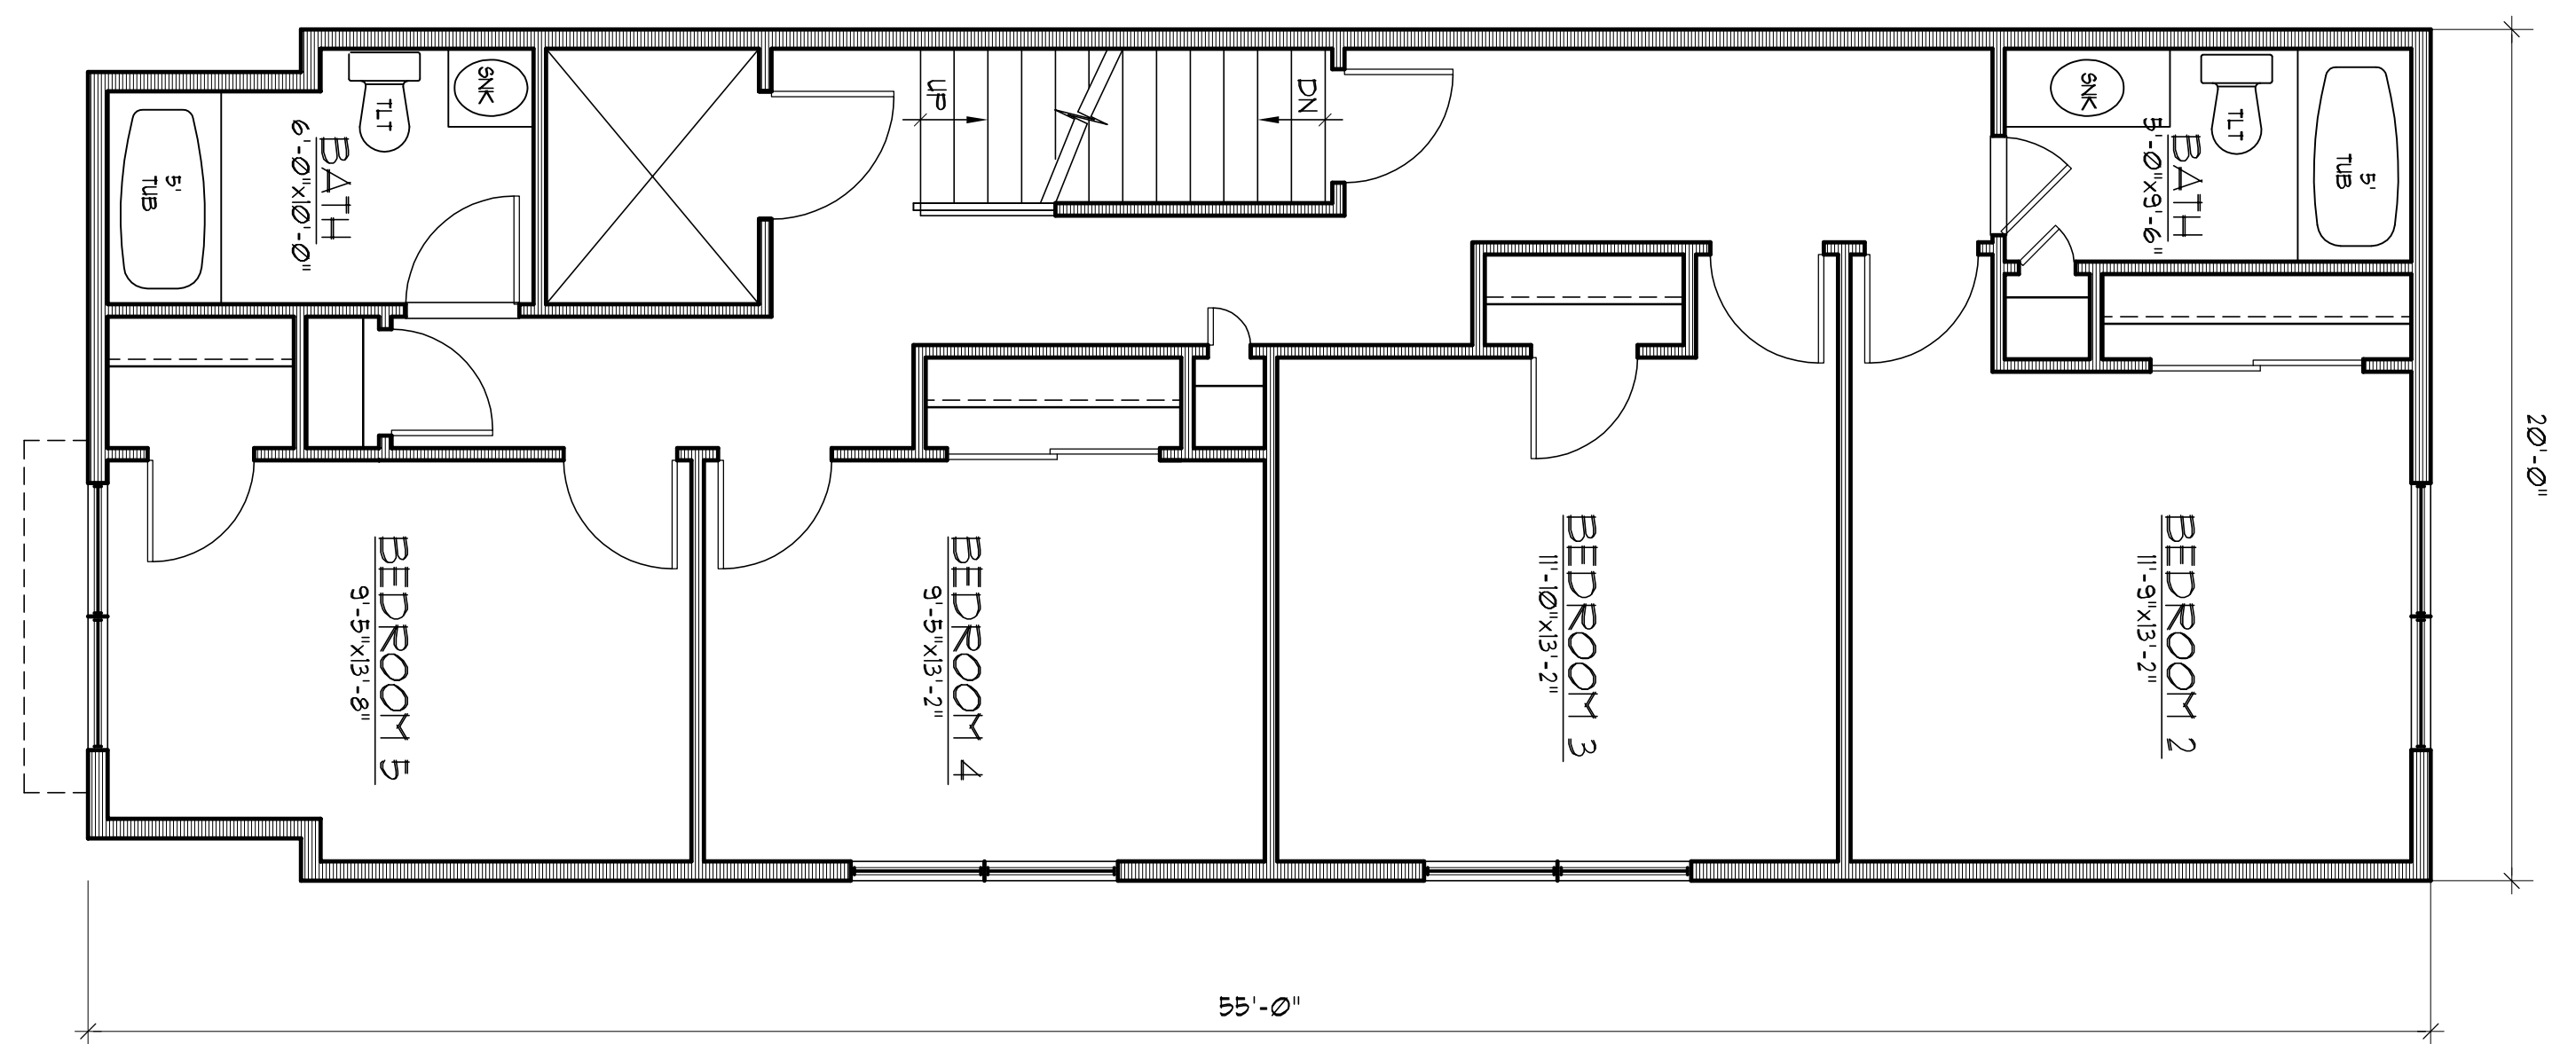 SNK
TLT
BATH
6'-0"x10'-0"
5'
TUB
UP
DN
SNK
TLT
BATH
5'-0"x9'-6"
5'
TUB
BEDROOM 5
9'-5"x13'-8"
BEDROOM 4
9'-5"x13'-2"
BEDROOM 3
11'-10"x13'-2"
BEDROOM 2
11'-9"x13'-2"
20'-0"
55'-0"